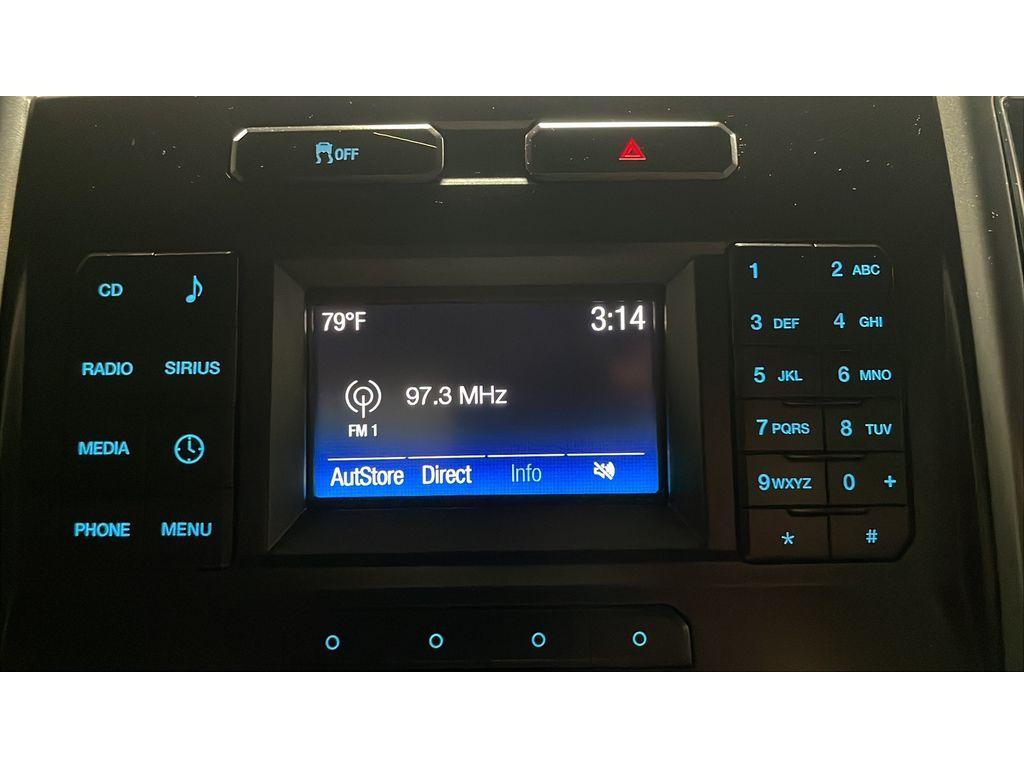 OFF
CD
RADIO SIRIUS
MEDIA
PHONE MENU
79°F 3:14
97.3 MHz
FM 1
AutStore Direct Info
1 2 ABC
3 DEF 4 GHI
5 JKL 6 MNO
7 PQRS 8 TUV
9 WXYZ 0 +
* #